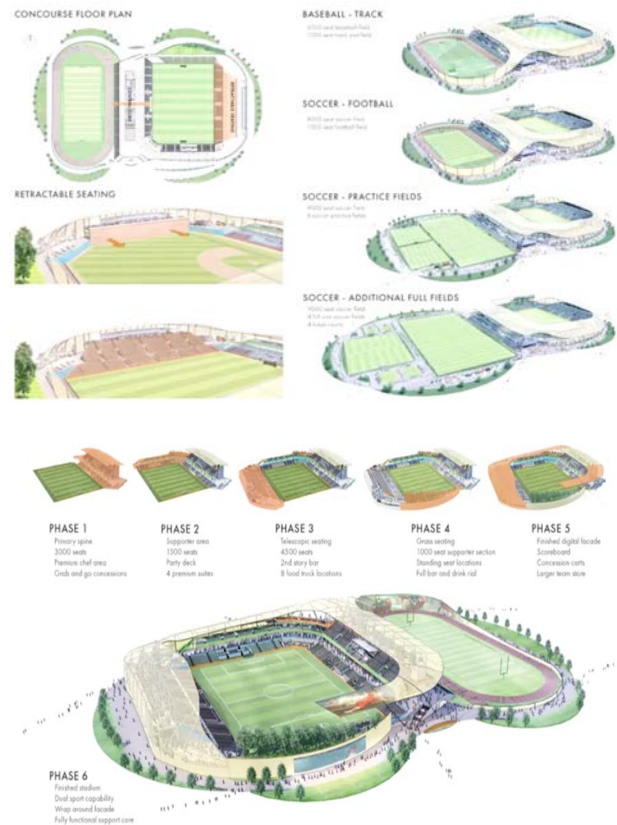 CONCOURSE FLOOR PLAN
RETRACTABLE SEATING
BASEBALL - TRACK
SOCCER - FOOTBALL
SOCCER - PRACTICE FIELDS
6 soccer practice fields
SOCCER - ADDITIONAL FULL FIELDS
PHASE 1
Primary spine
3000 seats
Premium chef area
Grab and go concessions
PHASE 2
Supporter area
1500 seats
Party deck
4 premium suites
PHASE 3
Telescopic seating
4500 seats
2nd story bar
8 food truck locations
PHASE 4
Grass seating
1000 seat supporter section
Standing seat locations
Full bar and drink rail
PHASE 5
Finished digital facade
Scoreboard
Concession carts
Larger team store
PHASE 6
Finished stadium
Dual sport capability
Wrap around facade
Fully functional support core